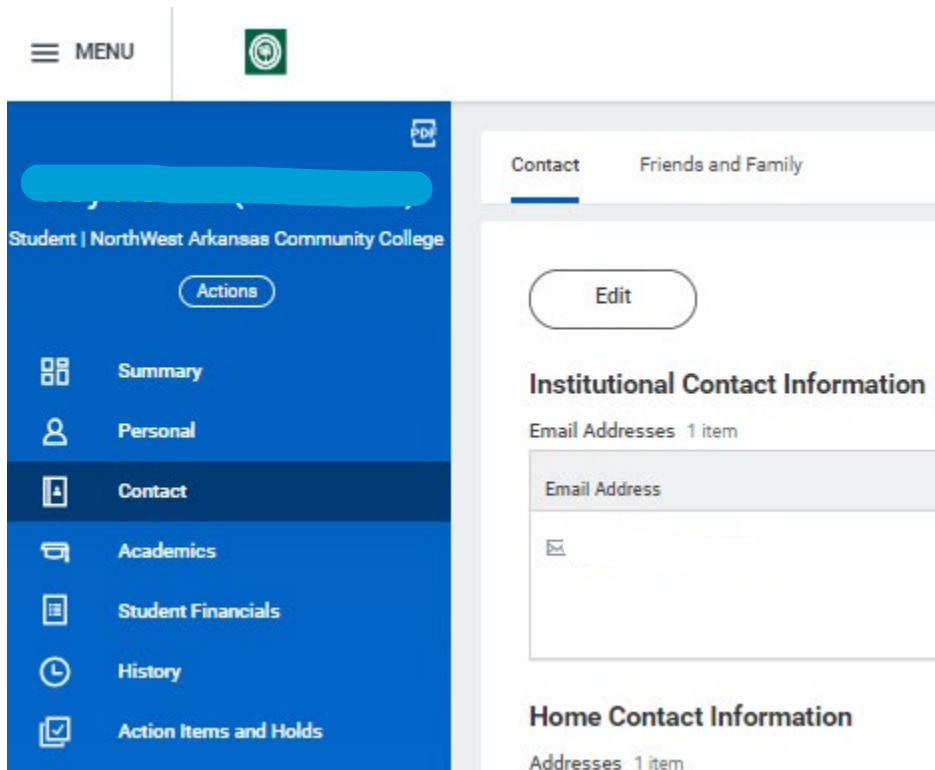 MENU
PDF
Contact
Friends and Family
Student | NorthWest Arkansas Community College
Actions
Edit
Summary
Personal
Contact
Academics
Student Financials
History
Action Items and Holds
Institutional Contact Information
Email Addresses 1 item
Email Address
Home Contact Information
Addresses 1 item